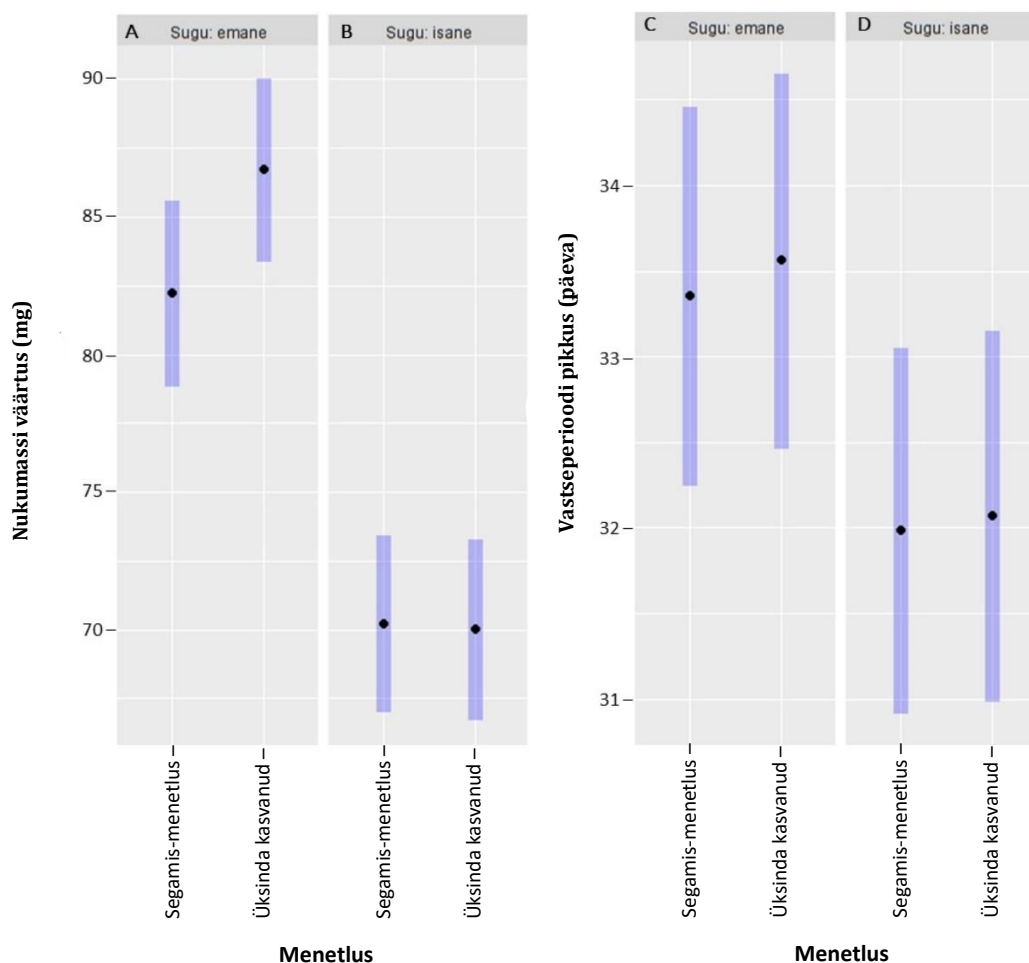 A Sugu: emane
B Sugu: isane
Nukumassi väärtus (mg)
90
85
80
75
70
Segamis-menetlus
Üksinda kasvanud
Segamis-menetlus
Üksinda kasvanud
Menetlus
C Sugu: emane
D Sugu: isane
Vastseperioodi pikkus (päeva)
34
33
32
31
Segamis-menetlus
Üksinda kasvanud
Segamis-menetlus
Üksinda kasvanud
Menetlus